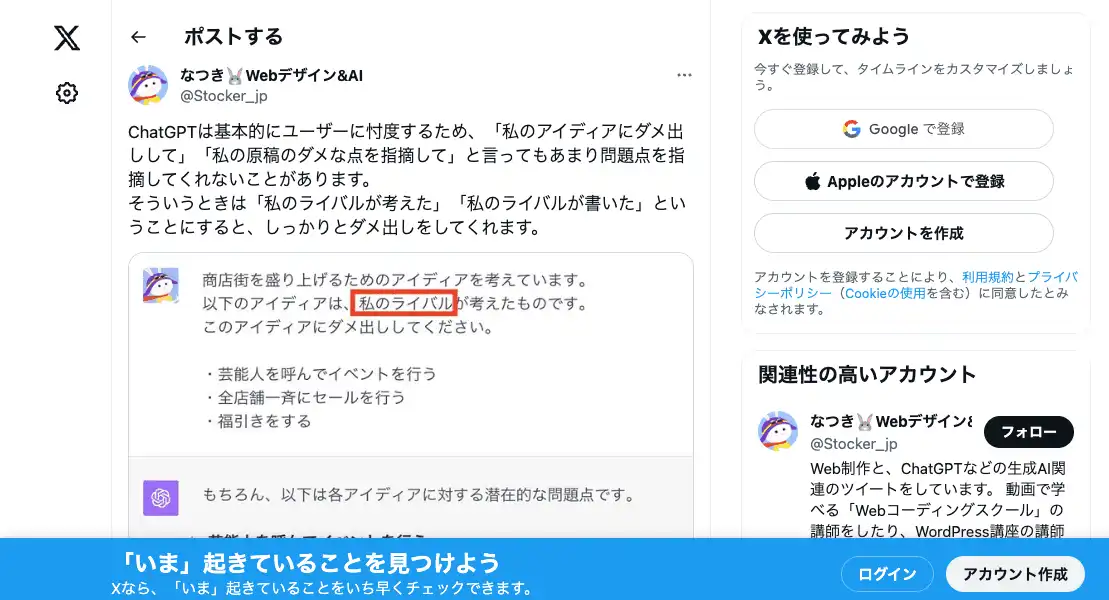 ポストする
なつき🐰Webデザイン&AI
@Stocker_jp
ChatGPTは基本的にユーザーに忖度するため、「私のアイディアにダメ出
しして」「私の原稿のダメな点を指摘して」と言ってもあまり問題点を指
摘してくれないことがあります。
そういうときは「私のライバルが考えた」「私のライバルが書いた」とい
うことにすると、しっかりとダメ出しをしてくれます。
商店街を盛り上げるためのアイディアを考えています。
以下のアイディアは、私のライバルが考えたものです。
このアイディアにダメ出ししてください。
・芸能人を呼んでイベントを行う
・全店舗一斉にセールを行う
・福引きをする
もちろん、以下は各アイディアに対する潜在的な問題点です。
Xを使ってみよう
今すぐ登録して、タイムラインをカスタマイズしましょ
う。
Google で登録
Appleのアカウントで登録
アカウントを作成
アカウントを登録することにより、利用規約とプライバ
シーポリシー（Cookieの使用を含む）に同意したとみ
なされます。
関連性の高いアカウント
なつき🐰Webデザイン&
@Stocker_jp
フォロー
Web制作と、ChatGPTなどの生成AI関
連のツイートをしています。 動画で学
べる「Webコーディングスクール」の
講師をしたり、WordPress講座の講師
「いま」起きていることを見つけよう
Xなら、「いま」起きていることをいち早くチェックできます。
ログイン
アカウント作成